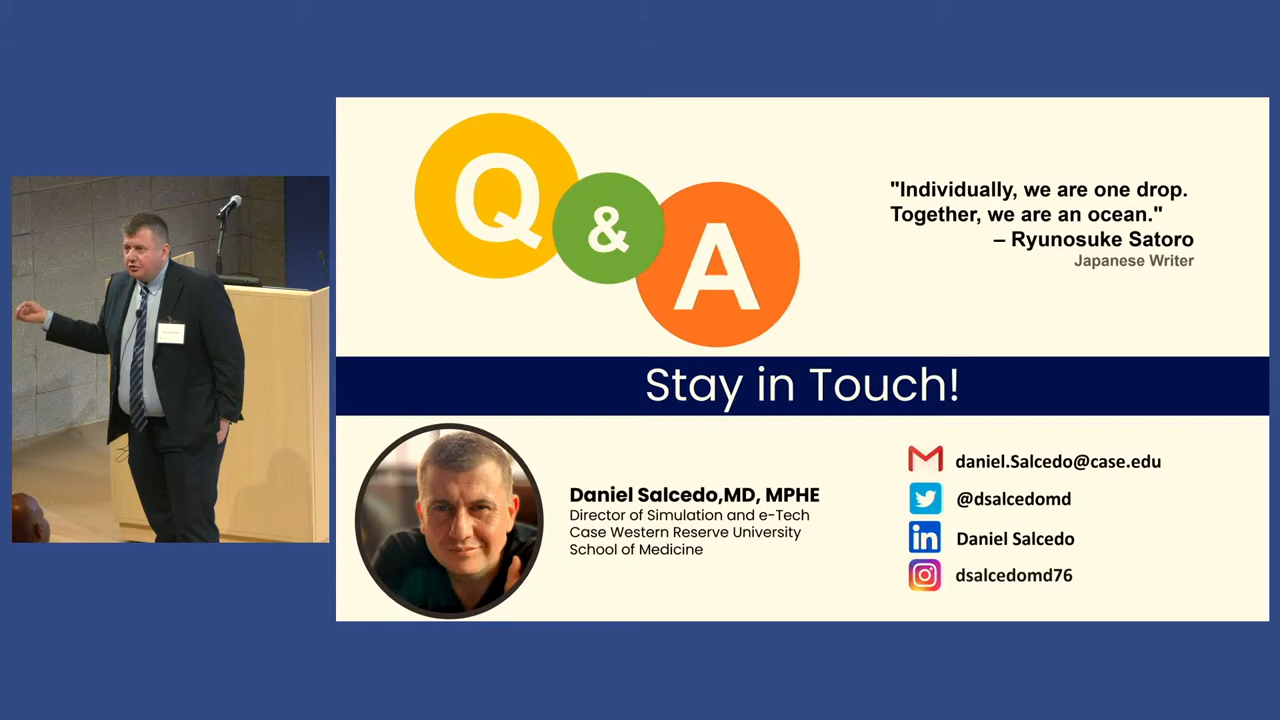 Q & A
"Individually, we are one drop.
Together, we are an ocean."
– Ryunosuke Satoro
Japanese Writer
Stay in Touch!
Daniel Salcedo,MD, MPHE
Director of Simulation and e-Tech
Case Western Reserve University
School of Medicine
daniel.Salcedo@case.edu
@dsalcedomd
Daniel Salcedo
dsalcedomd76